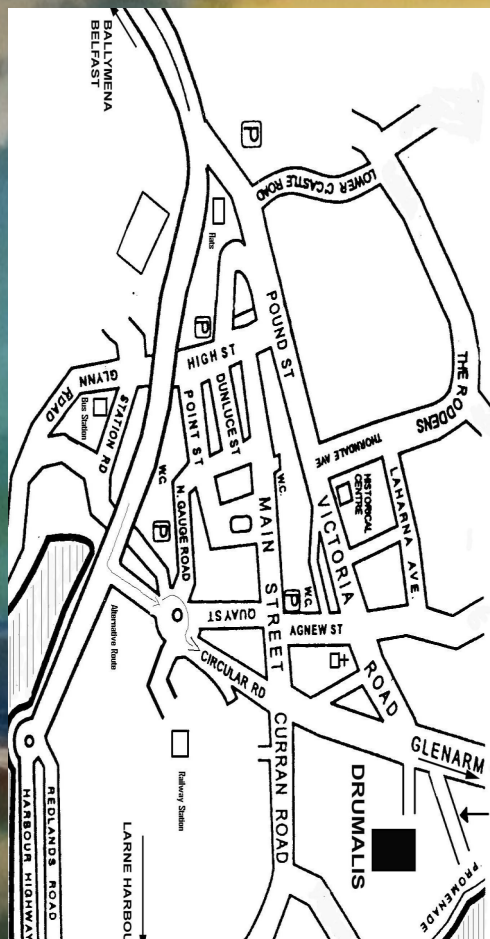 BALLYMENA
BELFAST
P
LOWER C'CASTLE ROAD
Flats
POUND ST
P
HIGH ST
THE RODDENS
GLYNN ROAD
Bus Station
STATION RD
POINT ST
DUNLUCE ST
THORNDALE AVE
LAHARNA AVE.
HISTORICAL
CENTRE
W.C.
W.C.
N. GAUGE ROAD
P
MAIN STREET
VICTORIA ROAD
W.C.
P
QUAY ST
AGNEW ST
Alternative Route
CIRCULAR RD
Railway Station
CURRAN ROAD
GLENARM
DRUMALIS
PROMENADE
REDLANDS ROAD
HARBOUR HIGHWAY
LARNE HARBOU